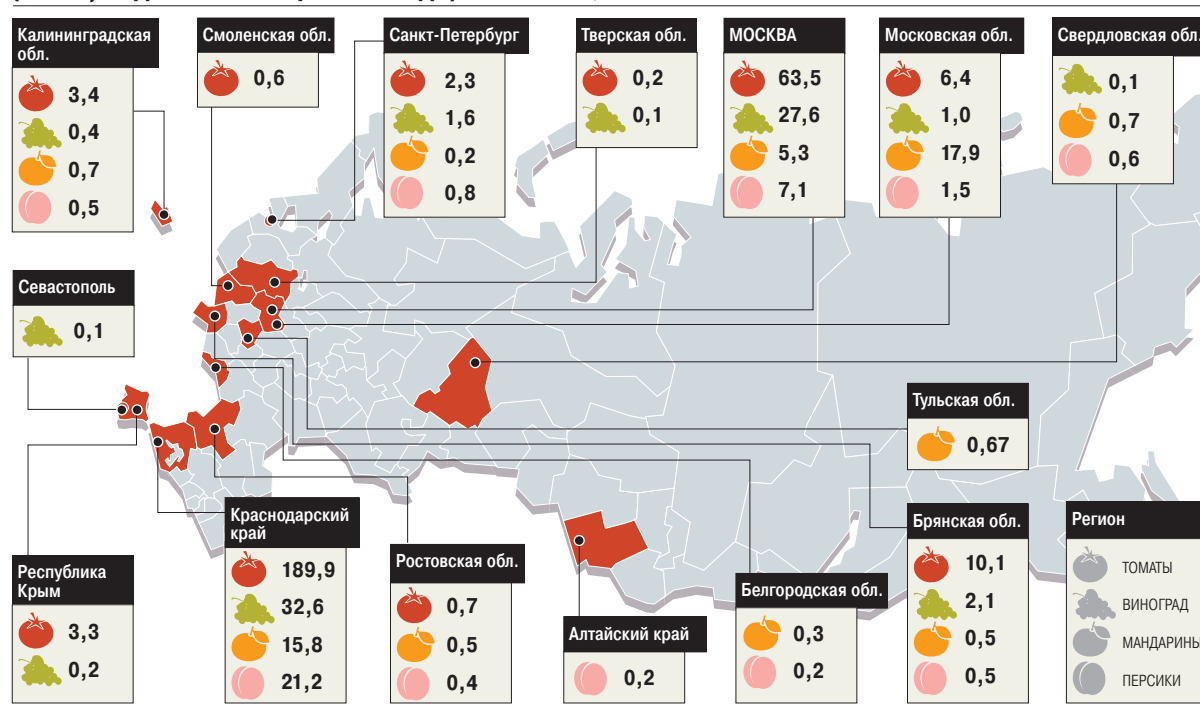 Калининградская
обл.
3,4
0,4
0,7
0,5
Смоленская обл.
0,6
Санкт-Петербург
2,3
1,6
0,2
0,8
Тверская обл.
0,2
0,1
МОСКВА
63,5
27,6
5,3
7,1
Московская обл.
6,4
1,0
17,9
1,5
Свердловская обл.
0,1
0,7
0,6
Севастополь
0,1
Тульская обл.
0,67
Республика
Крым
3,3
0,2
Краснодарский
край
189,9
32,6
15,8
21,2
Ростовская обл.
0,7
0,5
0,4
Алтайский край
0,2
Белгородская обл.
0,3
0,2
Брянская обл.
10,1
2,1
0,5
0,5
Регион
ТОМАТЫ
ВИНОГРАД
МАНДАРИНЫ
ПЕРСИКИ